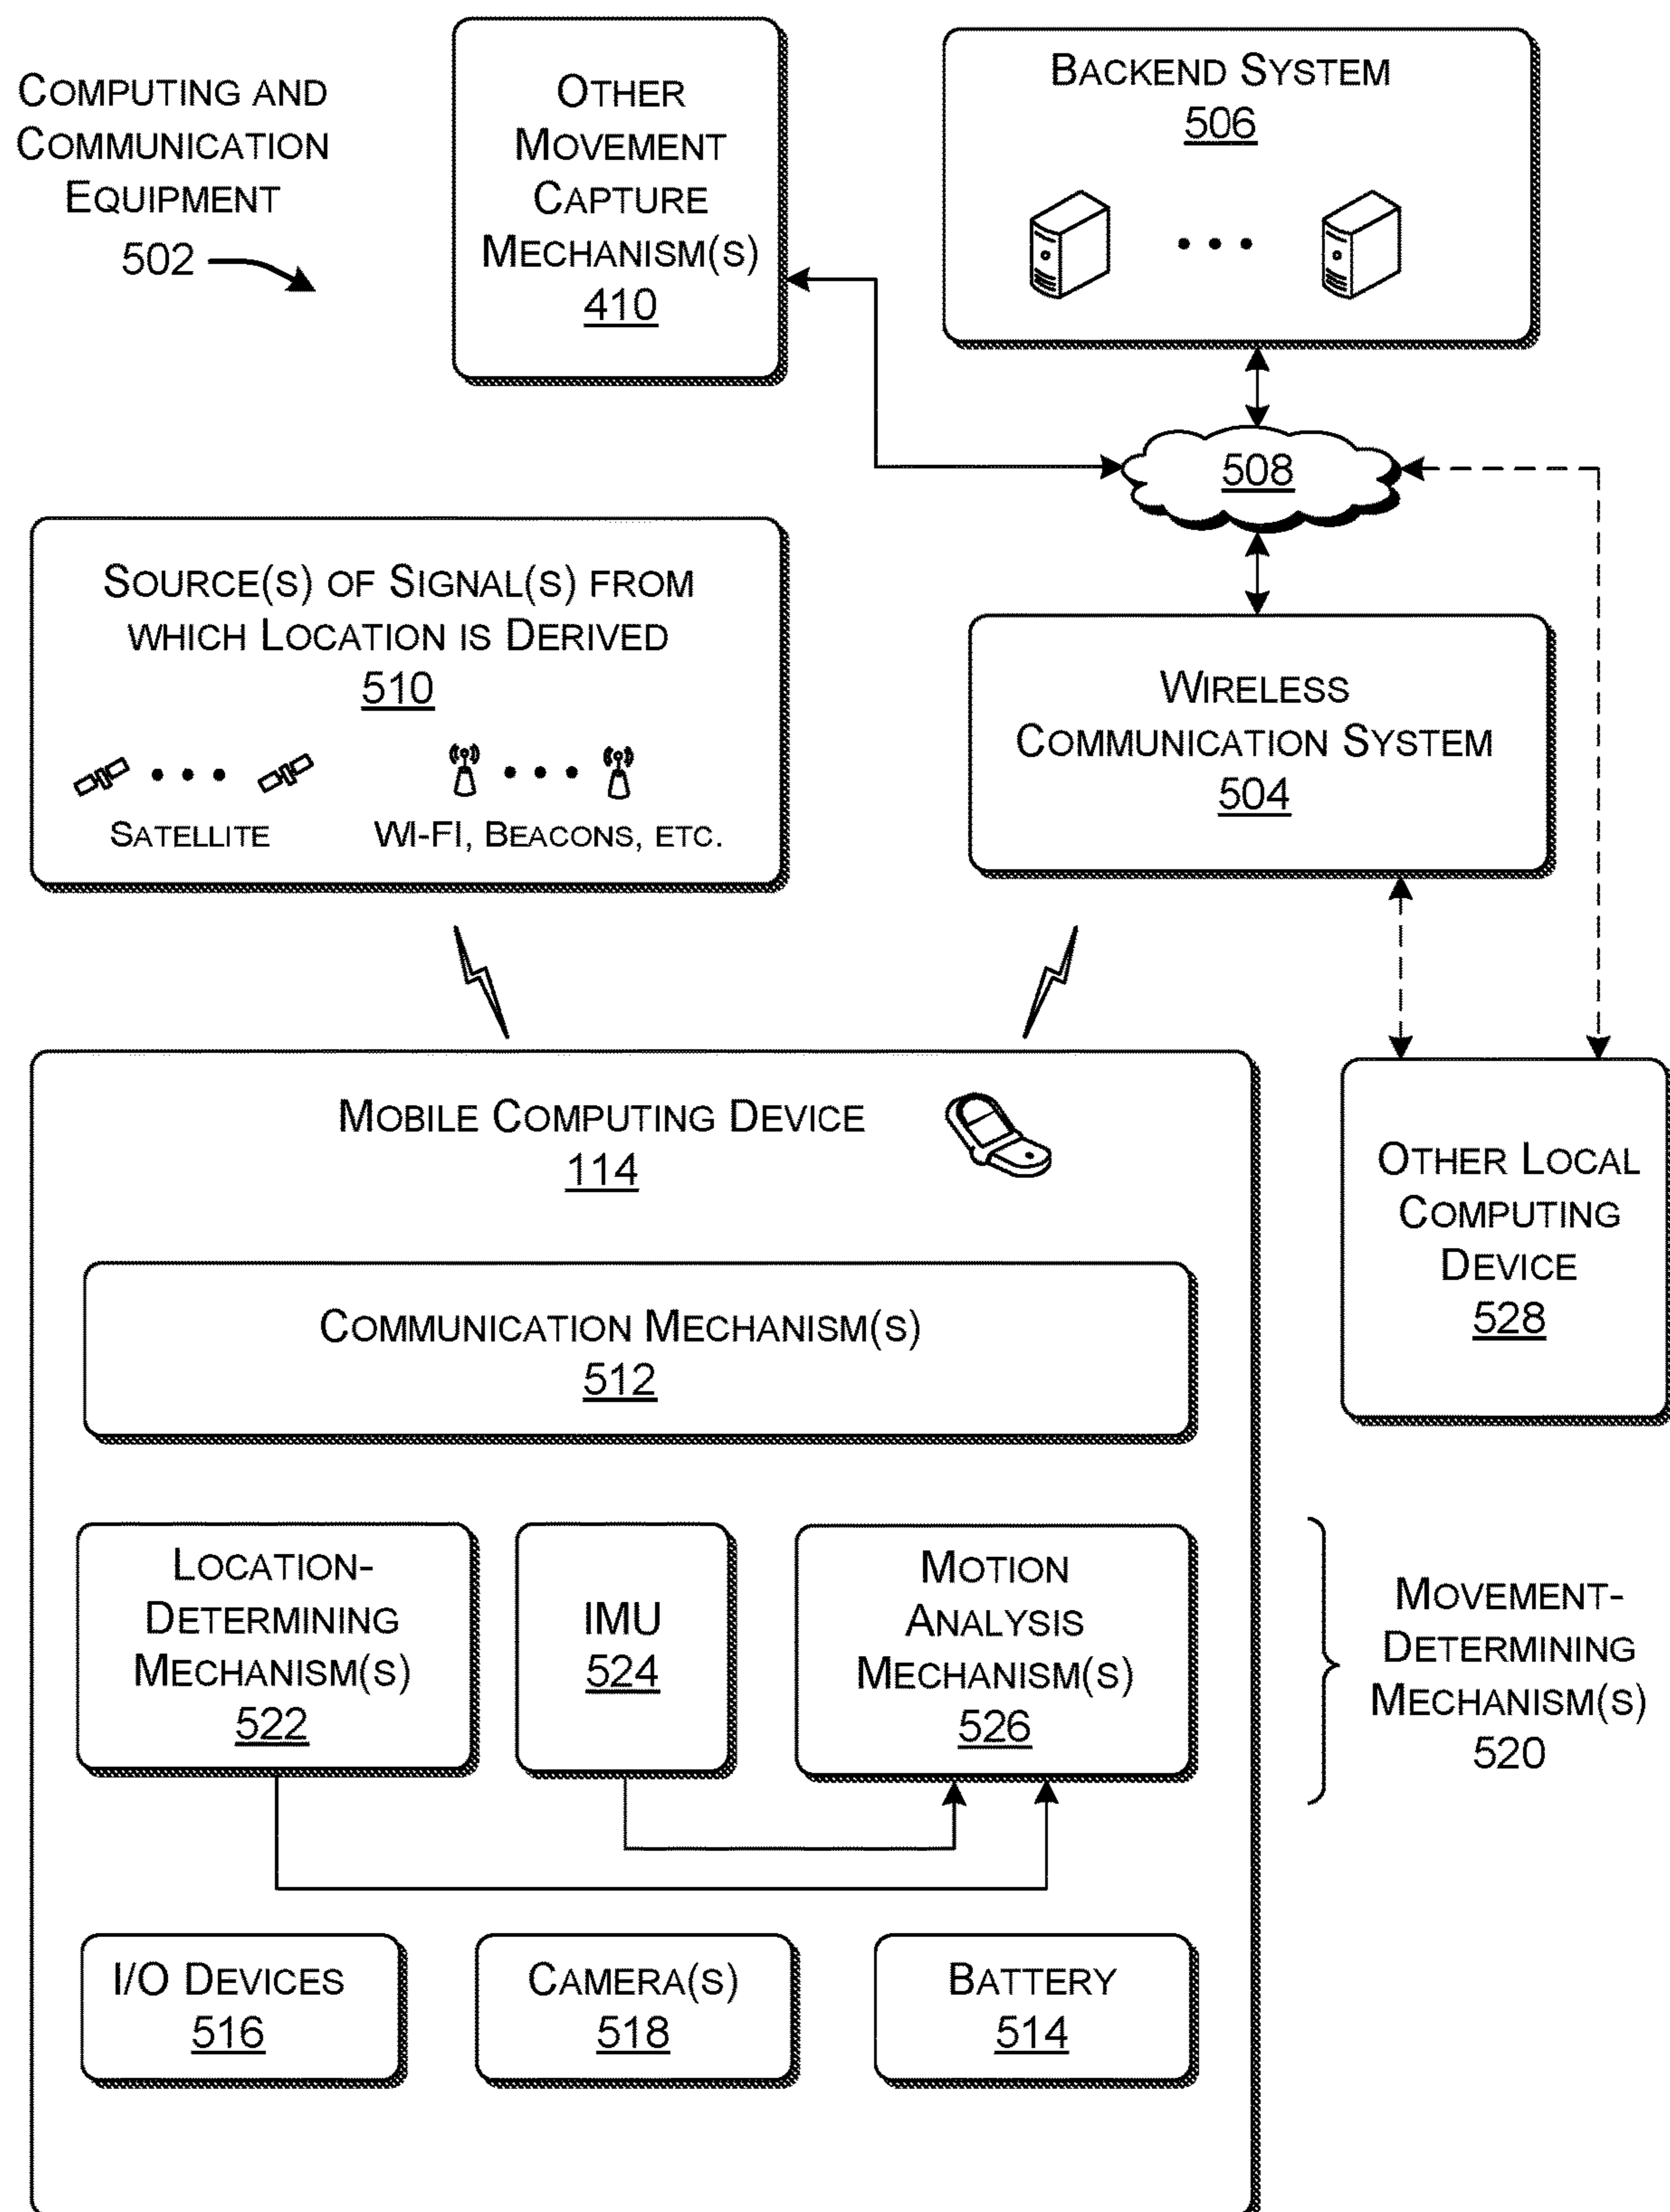 COMPUTING AND
COMMUNICATION
EQUIPMENT
502
OTHER
MOVEMENT
CAPTURE
MECHANISM(S)
410
BACKEND SYSTEM
506
508
SOURCE(S) OF SIGNAL(S) FROM
WHICH LOCATION IS DERIVED
510
SATELLITE
WI-FI, BEACONS, ETC.
WIRELESS
COMMUNICATION SYSTEM
504
MOBILE COMPUTING DEVICE
114
OTHER LOCAL
COMPUTING
DEVICE
528
COMMUNICATION MECHANISM(S)
512
LOCATION-
DETERMINING
MECHANISM(S)
522
IMU
524
MOTION
ANALYSIS
MECHANISM(S)
526
MOVEMENT-
DETERMINING
MECHANISM(S)
520
I/O DEVICES
516
CAMERA(S)
518
BATTERY
514